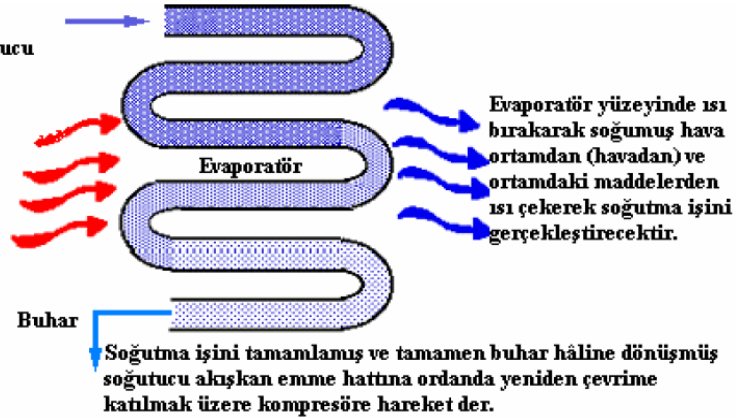 ucu
Evaporatör yüzeyinde ısı
bırakarak soğumuş hava
ortamdan (havadan) ve
ortamdaki maddelerden
ısı çekerek soğutma işini
gerçekleştirecektir.
Evaporatör
Buhar
Soğutma işini tamamlamış ve tamamen buhar hâline dönüşmüş
soğutucu akışkan emme hattına ordanda yeniden çevrime
katılmak üzere kompresöre hareket der.